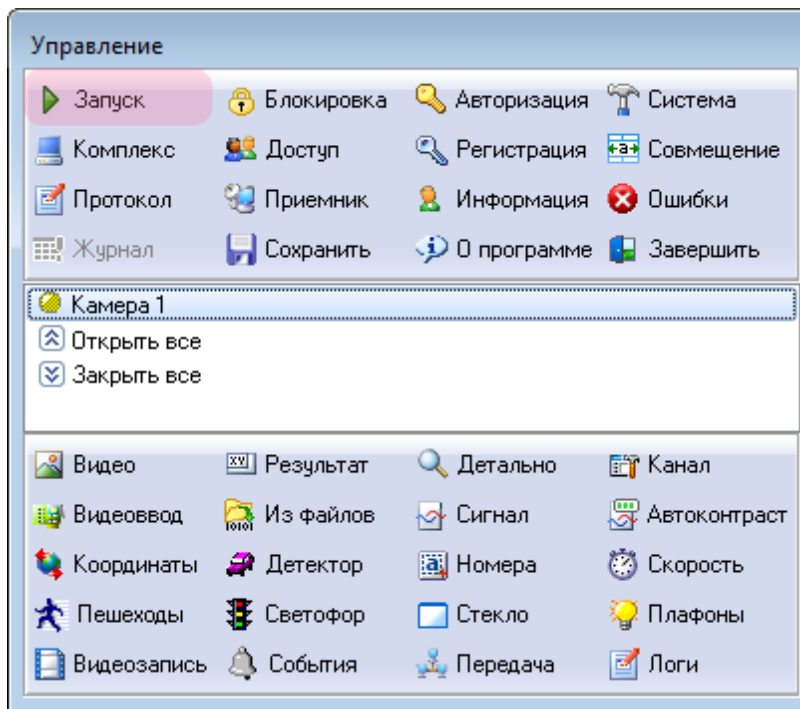 Управление
Запуск Блокировка Авторизация Система
Комплекс Доступ Регистрация Совмещение
Протокол Приемник Информация Ошибки
Журнал Сохранить О программе Завершить
Камера 1
Открыть все
Закрыть все
Видео Результат Детально Канал
Видеоввод Из файлов Сигнал Автоконтраст
Координаты Детектор Номера Скорость
Пешеходы Светофор Стекло Плафоны
Видеозапись События Передача Логи